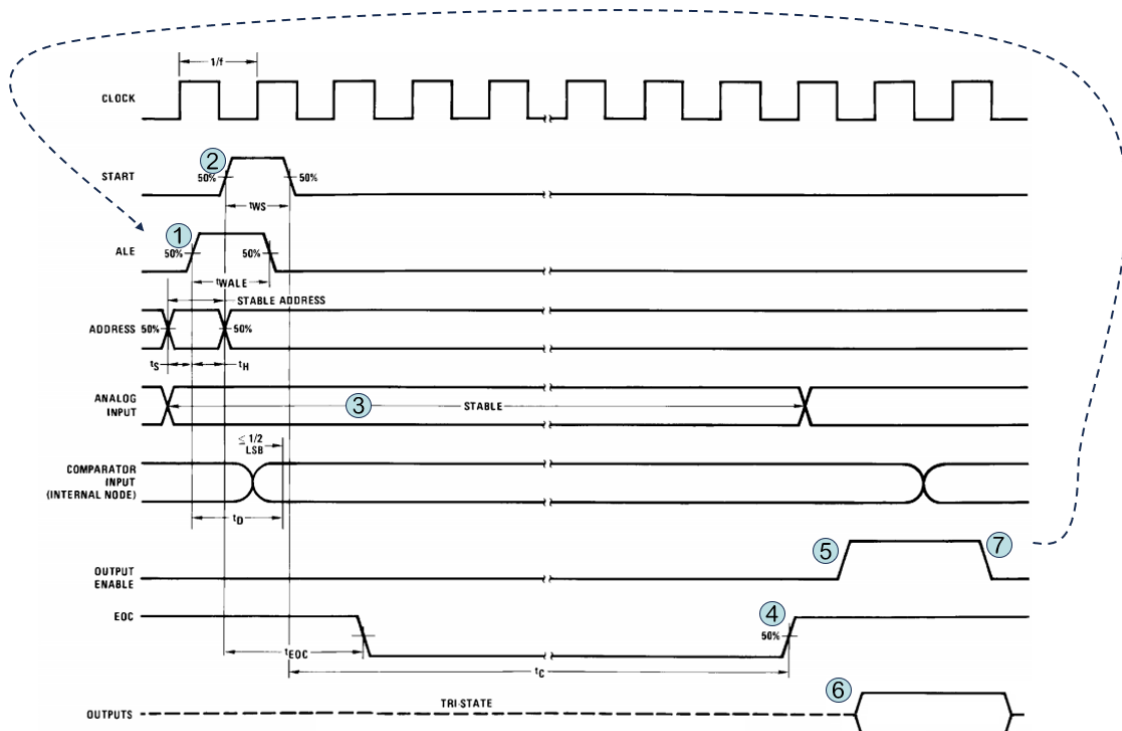 1/f
CLOCK
START
2
50%
50%
tWS
ALE
1
50%
50%
tWALE
STABLE ADDRESS
ADDRESS
50%
50%
tS
tH
ANALOG
INPUT
3
STABLE
≤ 1/2
LSB
COMPARATOR
INPUT
(INTERNAL NODE)
tD
OUTPUT
ENABLE
5
7
EOC
4
50%
tEOC
tC
OUTPUTS
TRI-STATE
6